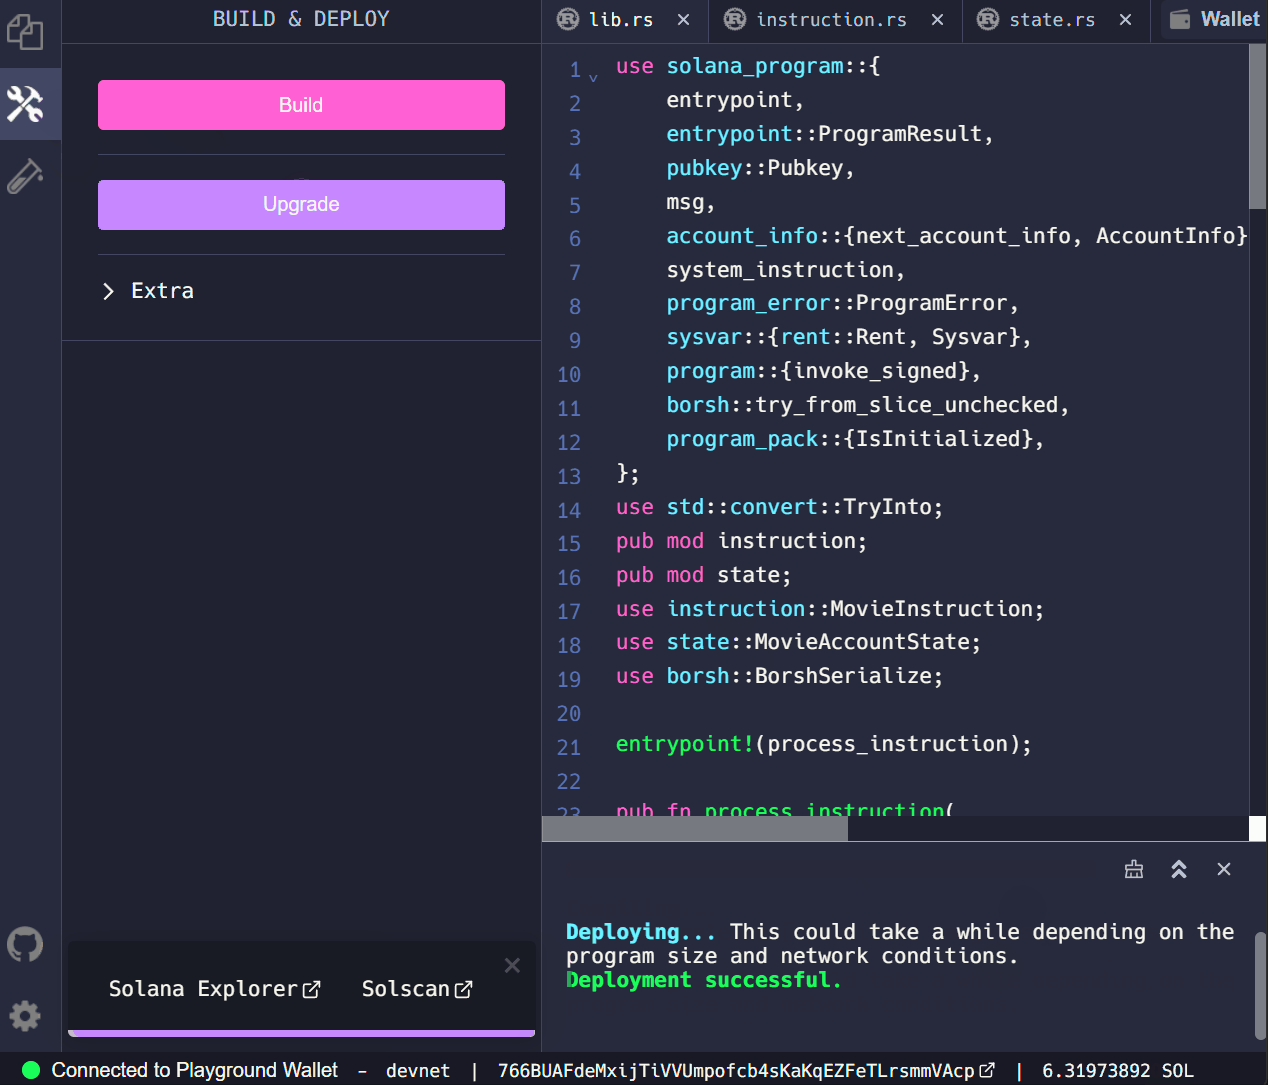 BUILD & DEPLOY
Build
Upgrade
Extra
Solana Explorer
Solscan
lib.rs
instruction.rs
state.rs
Wallet
1 use solana_program::{
2 entrypoint,
3 entrypoint::ProgramResult,
4 pubkey::Pubkey,
5 msg,
6 account_info::{next_account_info, AccountInfo}
7 system_instruction,
8 program_error::ProgramError,
9 sysvar::{rent::Rent, Sysvar},
10 program::{invoke_signed},
11 borsh::try_from_slice_unchecked,
12 program_pack::{IsInitialized},
13 };
14 use std::convert::TryInto;
15 pub mod instruction;
16 pub mod state;
17 use instruction::MovieInstruction;
18 use state::MovieAccountState;
19 use borsh::BorshSerialize;
20
21 entrypoint!(process_instruction);
22
23 pub fn process_instruction(
Deploying... This could take a while depending on the
program size and network conditions.
Deployment successful.
Connected to Playground Wallet - devnet | 766BUAFdeMxijTiVVUmpofcb4sKaKqEZFeTLrsmmVAcp | 6.31973892 SOL